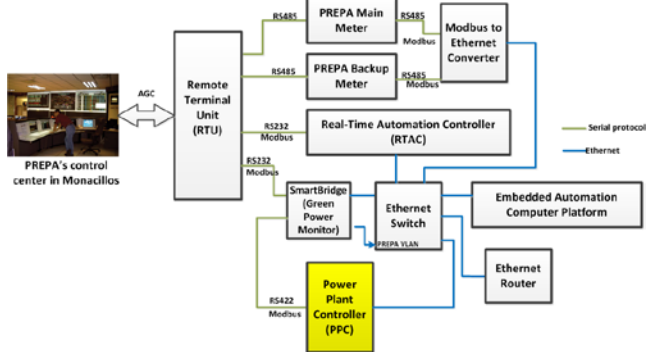 RS485
PREPA Main
Meter
RS485
Modbus
Modbus to
Ethernet
Converter
RS485
PREPA Backup
Meter
RS485
Modbus
AGC
Remote
Terminal
Unit
(RTU)
PREPA's control
center in Monacillos
RS232
Modbus
Real-Time Automation Controller
(RTAC)
Serial protocol
Ethernet
RS232
Modbus
SmartBridge
(Green
Power
Monitor)
Ethernet
Switch
PREPA VLAN
Embedded Automation
Computer Platform
Ethernet
Router
RS422
Modbus
Power
Plant
Controller
(PPC)